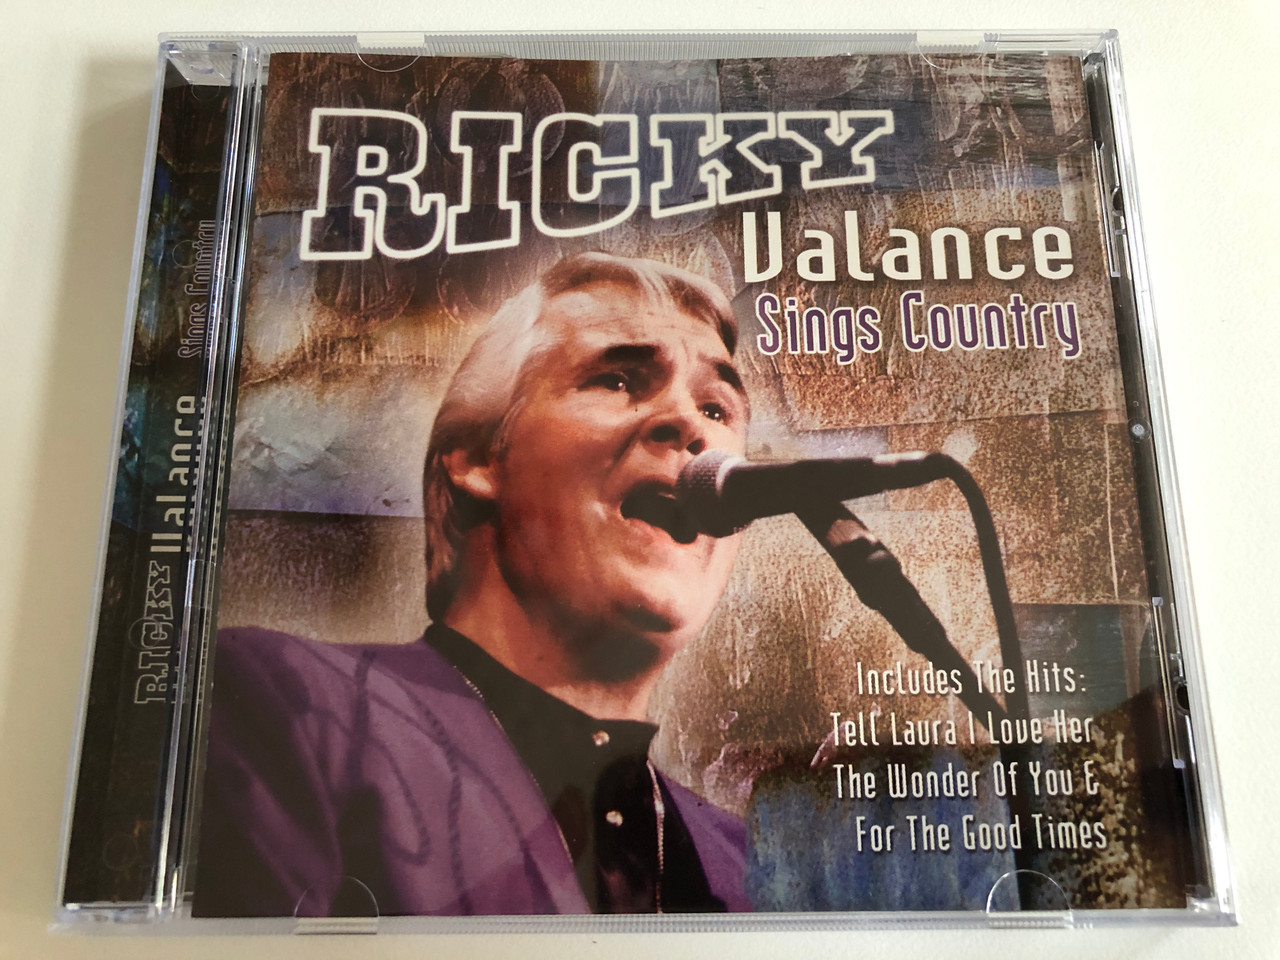 RICKY
Valance
Sings Country
Includes The Hits:
Tell Laura I Love Her
The Wonder Of You &
For The Good Times
RICKY Valance Sings Country